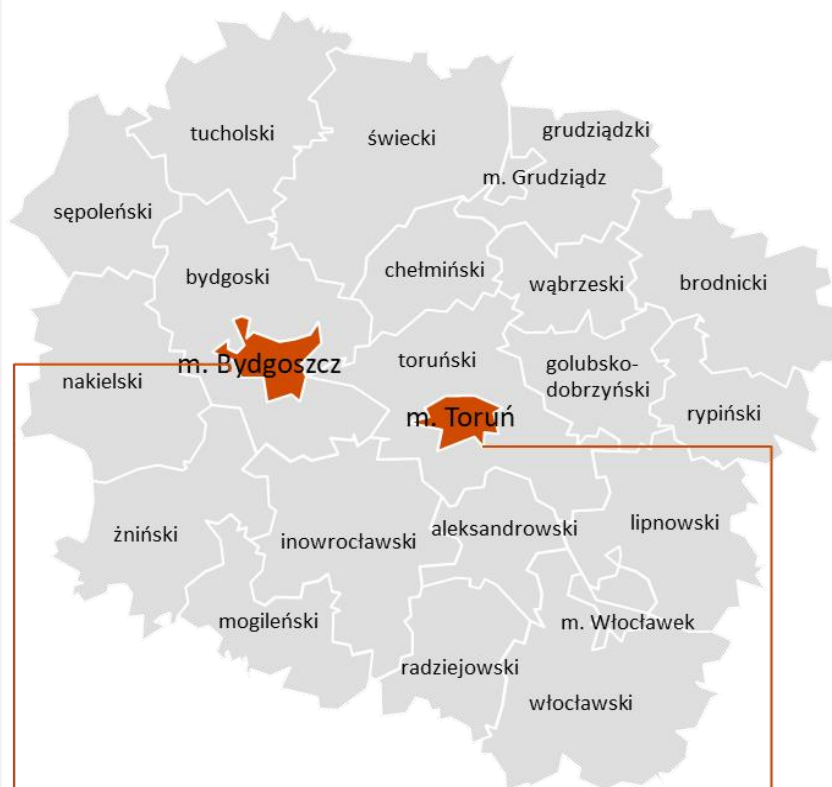 tucholski
świecki
grudziądzki
m. Grudziądz
sępoleński
bydgoski
chełmiński
wąbrzeski
brodnicki
m. Bydgoszcz
nakielski
toruński
golubsko-
dobrzyński
m. Toruń
rypiński
żniński
inowrocławski
aleksandrowski
lipnowski
mogileński
m. Włocławek
radziejowski
włocławski